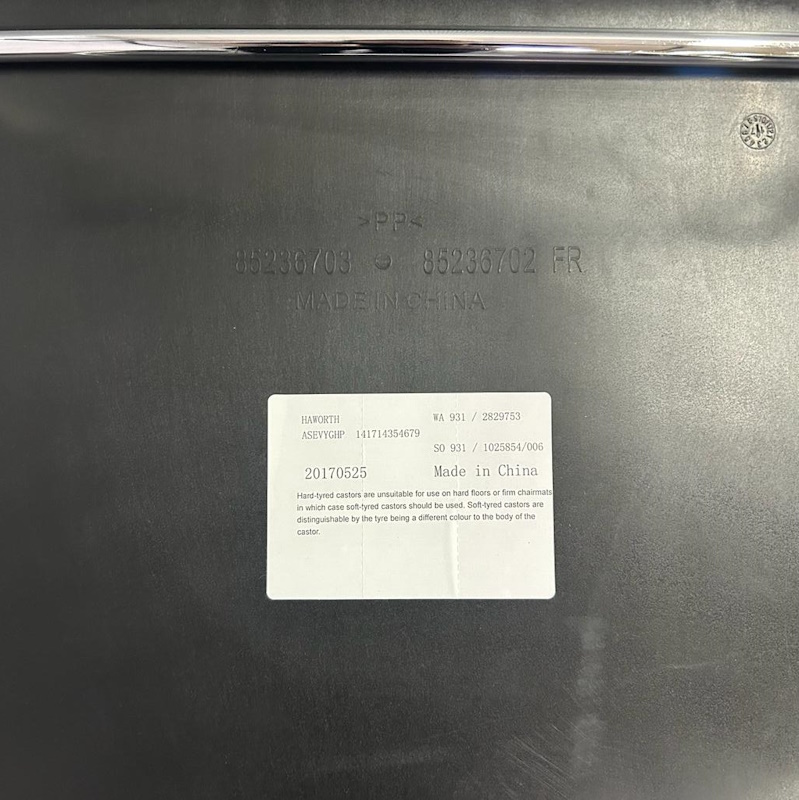 >PP<
85236703 85236702 FR
MADE IN CHINA
HAWORTH WA 931 / 2829753
ASEVYGHP 141714354679
SO 931 / 1025854/006
20170525 Made in China
Hard-tyred castors are unsuitable for use on hard floors or firm chairmats
in which case soft-tyred castors should be used. Soft-tyred castors are
distinguishable by the tyre being a different colour to the body of the
castor.